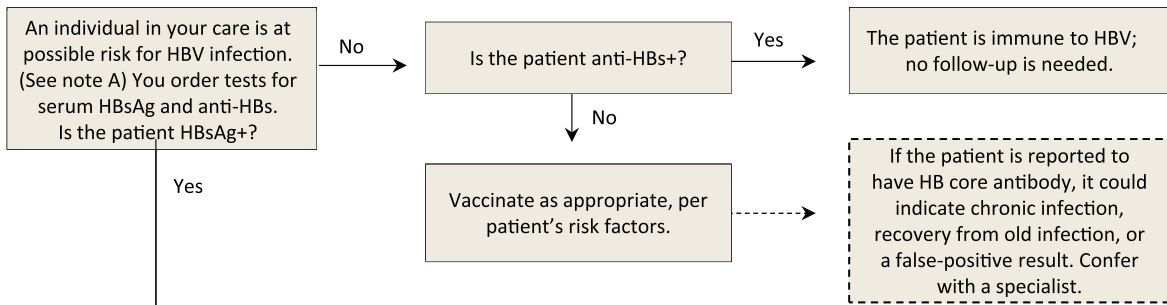 An individual in your care is at
possible risk for HBV infection.
(See note A) You order tests for
serum HBsAg and anti-HBs.
Is the patient HBsAg+?
No
Is the patient anti-HBs+?
Yes
The patient is immune to HBV;
no follow-up is needed.
No
Yes
Vaccinate as appropriate, per
patient’s risk factors.
If the patient is reported to
have HB core antibody, it could
indicate chronic infection,
recovery from old infection, or
a false-positive result. Confer
with a specialist.